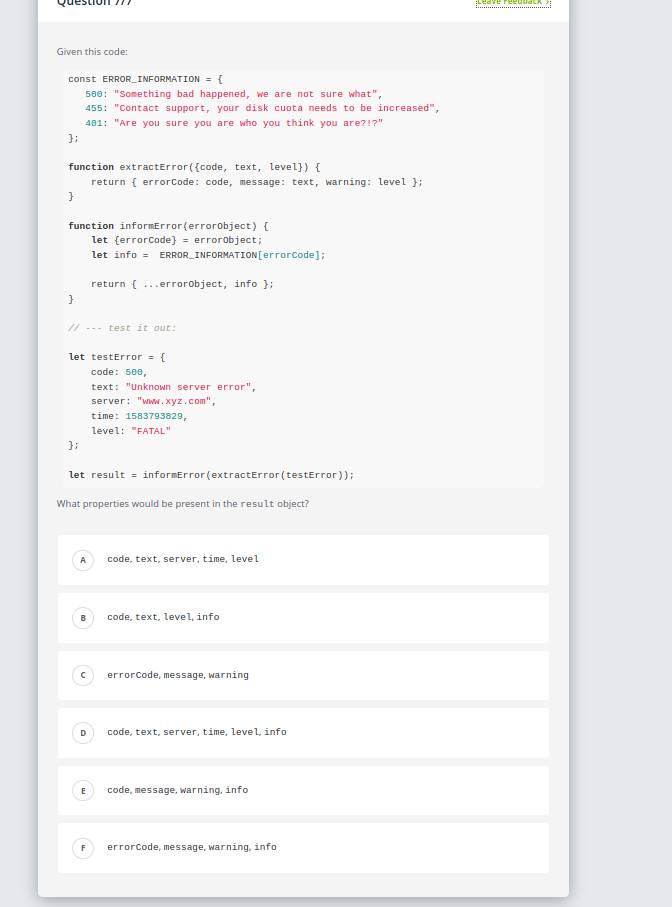 Question 7/7
Leave Feedback
Given this code:
const ERROR_INFORMATION = {
   500: "Something bad happened, we are not sure what",
   455: "Contact support, your disk cuota needs to be increased",
   401: "Are you sure you are who you think you are?!?"
};
function extractError({code, text, level}) {
    return { errorCode: code, message: text, warning: level };
}
function informError(errorObject) {
    let {errorCode} = errorObject;
    let info =  ERROR_INFORMATION[errorCode];
    return { ...errorObject, info };
}
// --- test it out:
let testError = {
    code: 500,
    text: "Unknown server error",
    server: "www.xyz.com",
    time: 1583793829,
    level: "FATAL"
};
let result = informError(extractError(testError));
What properties would be present in the result object?
A code, text, server, time, level
B code, text, level, info
C errorCode, message, warning
D code, text, server, time, level, info
E code, message, warning, info
F errorCode, message, warning, info